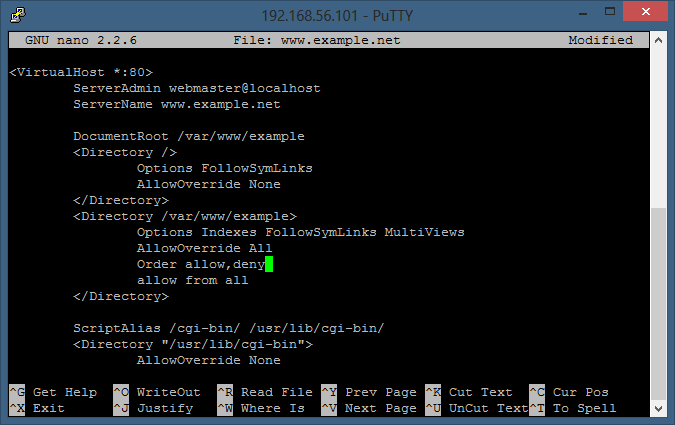 192.168.56.101 - PuTTY
GNU nano 2.2.6 File: www.example.net Modified
<VirtualHost *:80>
ServerAdmin webmaster@localhost
ServerName www.example.net
DocumentRoot /var/www/example
<Directory />
Options FollowSymLinks
AllowOverride None
</Directory>
<Directory /var/www/example>
Options Indexes FollowSymLinks MultiViews
AllowOverride All
Order allow,deny
allow from all
</Directory>
ScriptAlias /cgi-bin/ /usr/lib/cgi-bin/
<Directory "/usr/lib/cgi-bin">
AllowOverride None
^G Get Help ^O WriteOut ^R Read File ^Y Prev Page ^K Cut Text ^C Cur Pos
^X Exit ^J Justify ^W Where Is ^V Next Page ^U UnCut Text ^T To Spell